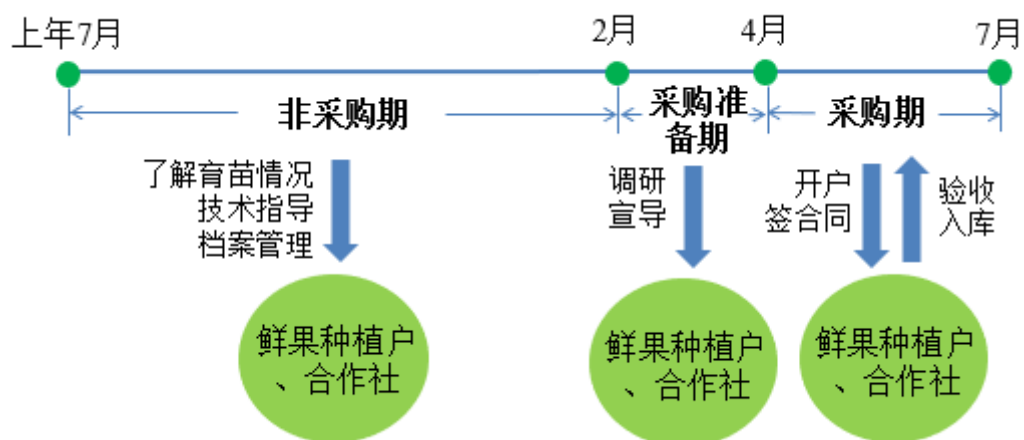 上年7月
2月
4月
7月
非采购期
采购准
备期
采购期
了解育苗情况
技术指导
档案管理
调研
宣导
开户
签合同
验收
入库
鲜果种植户
、合作社
鲜果种植户
、合作社
鲜果种植户
、合作社